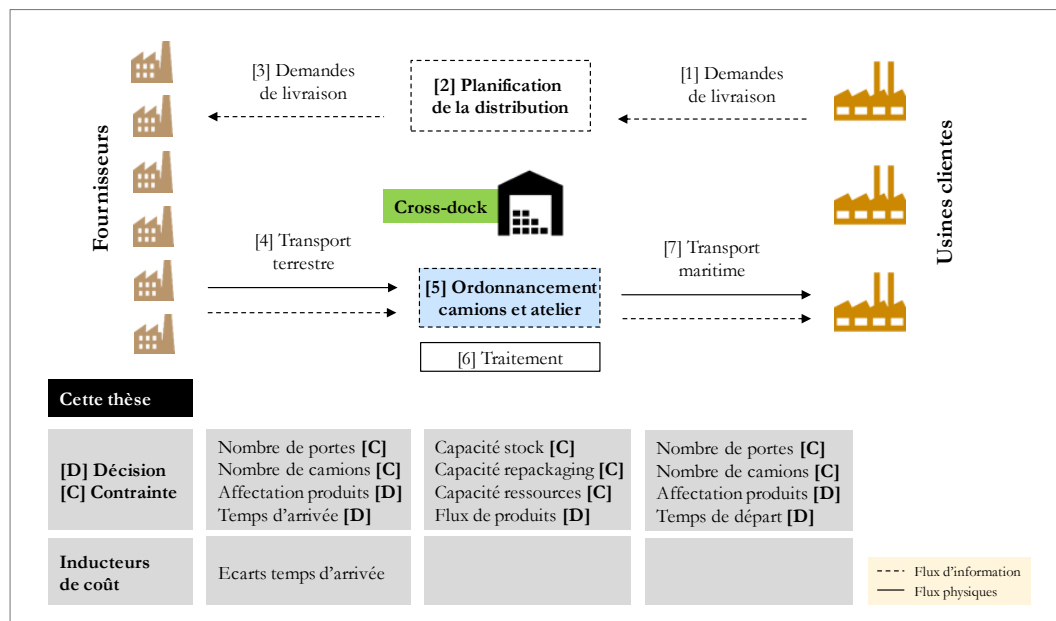 [3] Demandes
de livraison
[2] Planification
de la distribution
[1] Demandes
de livraison
Fournisseurs
Usines clientes
Cross-dock
[4] Transport
terrestre
[5] Ordonnancement
camions et atelier
[7] Transport
maritime
[6] Traitement
Cette thèse
[D] Décision
[C] Contrainte
Nombre de portes [C]
Nombre de camions [C]
Affectation produits [D]
Temps d'arrivée [D]
Capacité stock [C]
Capacité repackaging [C]
Capacité ressources [C]
Flux de produits [D]
Nombre de portes [C]
Nombre de camions [C]
Affectation produits [D]
Temps de départ [D]
Inducteurs
de coût
Ecarts temps d'arrivée
Flux d'information
Flux physiques